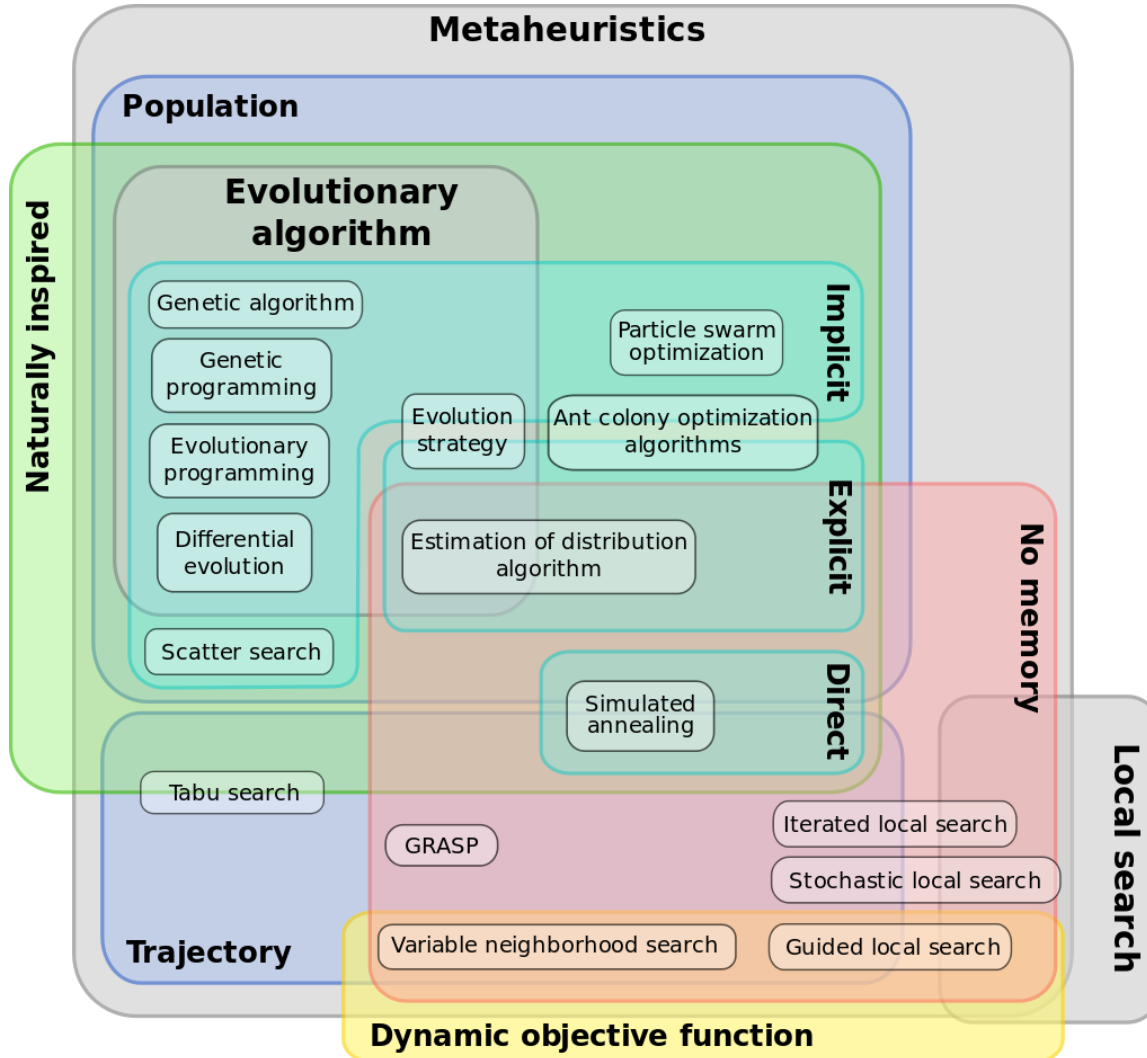 Metaheuristics
Population
Naturally inspired
Evolutionary
algorithm
Implicit
Genetic algorithm
Particle swarm
optimization
Genetic
programming
Evolution
strategy
Ant colony optimization
algorithms
Evolutionary
programming
Explicit
No memory
Differential
evolution
Estimation of distribution
algorithm
Scatter search
Direct
Simulated
annealing
Local search
Tabu search
GRASP
Iterated local search
Stochastic local search
Trajectory
Variable neighborhood search
Guided local search
Dynamic objective function